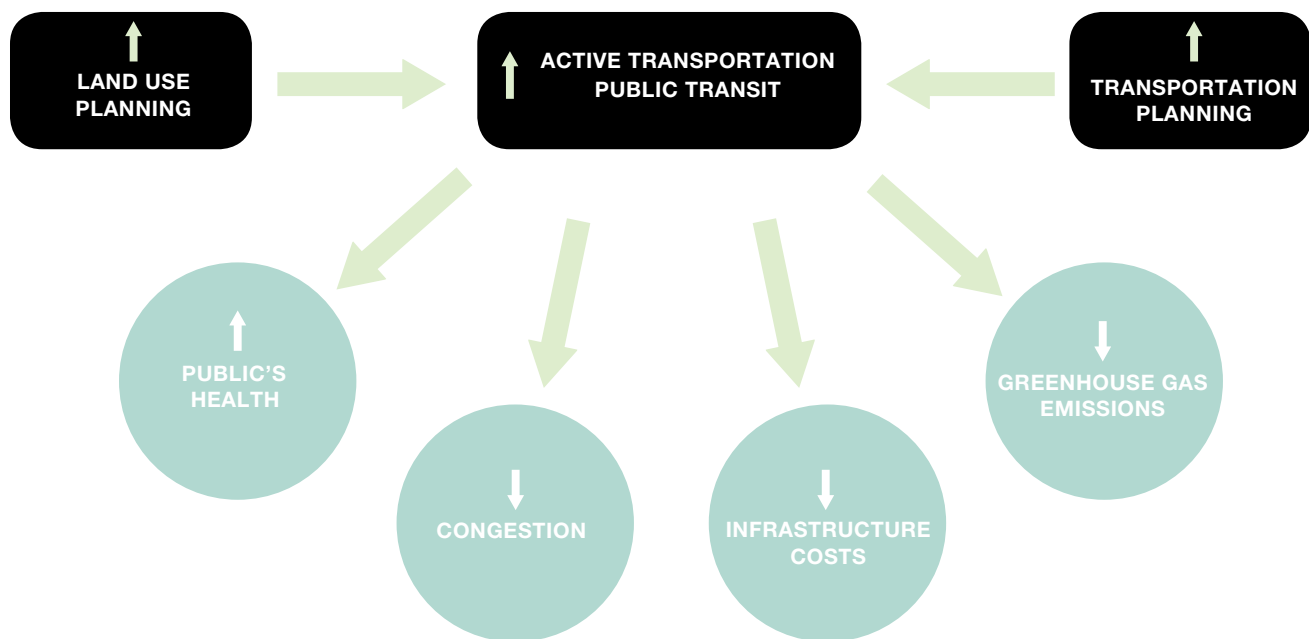 LAND USE
PLANNING
ACTIVE TRANSPORTATION
PUBLIC TRANSIT
TRANSPORTATION
PLANNING
PUBLIC’S
HEALTH
CONGESTION
INFRASTRUCTURE
COSTS
GREENHOUSE GAS
EMISSIONS